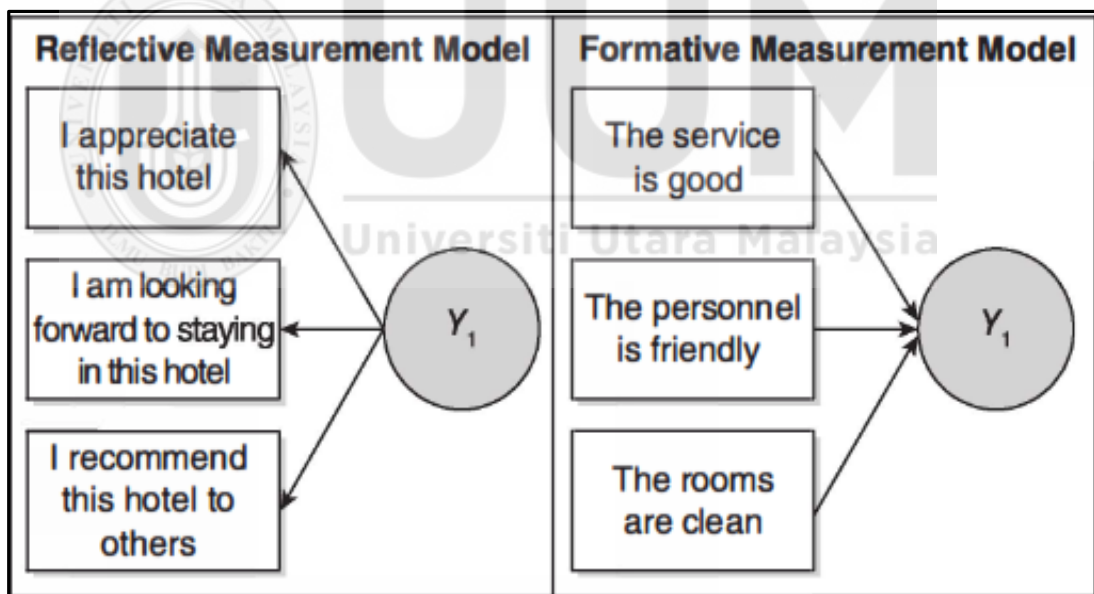 Reflective Measurement Model
I appreciate
this hotel
I am looking
forward to staying
in this hotel
I recommend
this hotel to
others
Y1
Formative Measurement Model
The service
is good
The personnel
is friendly
The rooms
are clean
Y1
UUM
Universiti Utara Malaysia